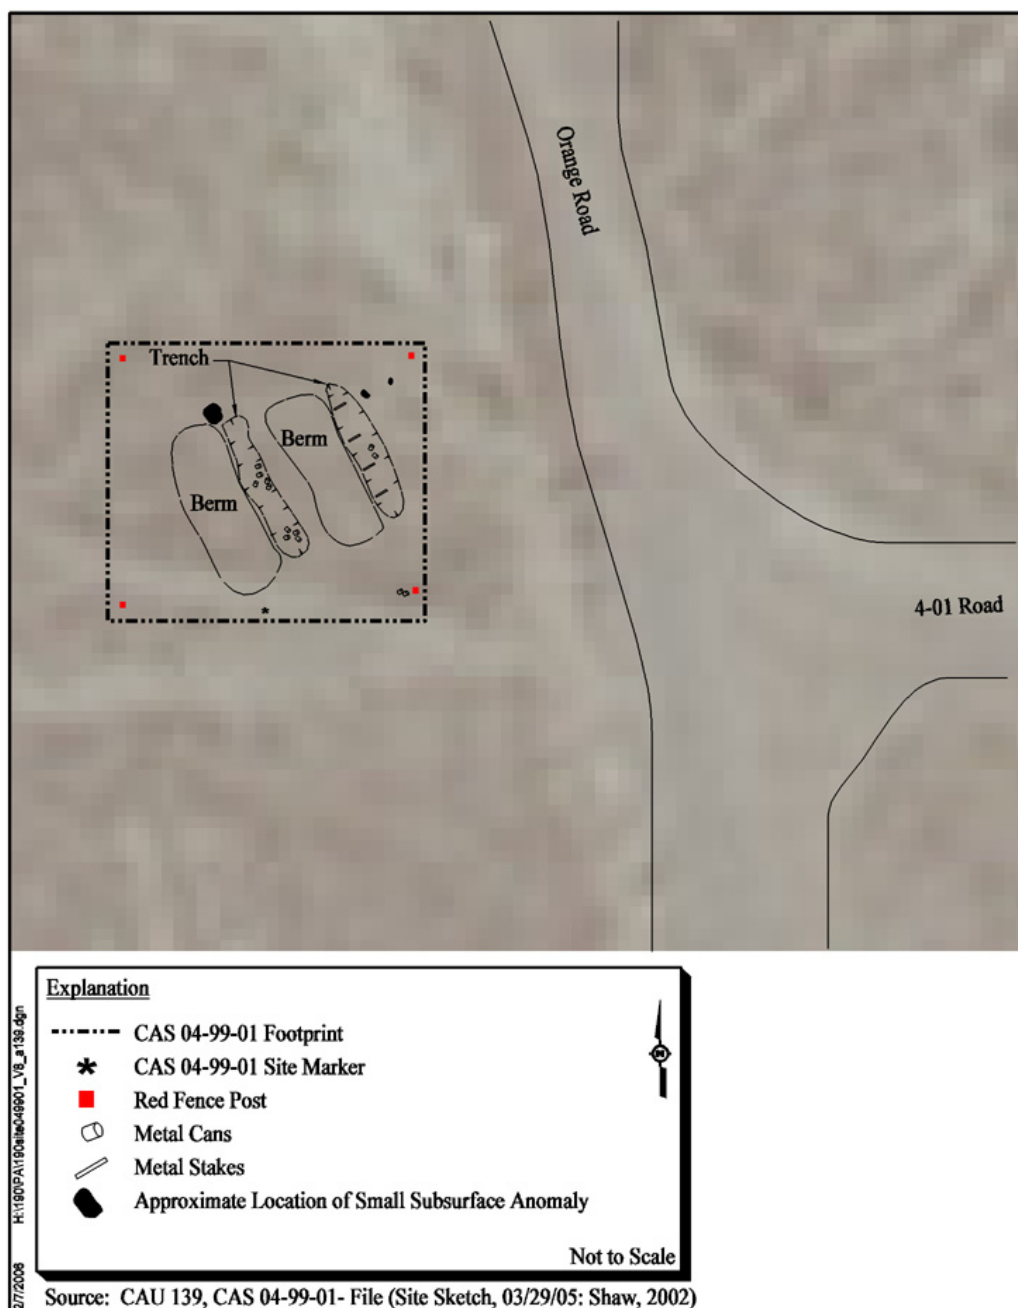 Orange Road
Trench
Berm
Berm
4-01 Road
Explanation
CAS 04-99-01 Footprint
CAS 04-99-01 Site Marker
Red Fence Post
Metal Cans
Metal Stakes
Approximate Location of Small Subsurface Anomaly
N
Not to Scale
Source: CAU 139, CAS 04-99-01- File (Site Sketch, 03/29/05: Shaw, 2002)